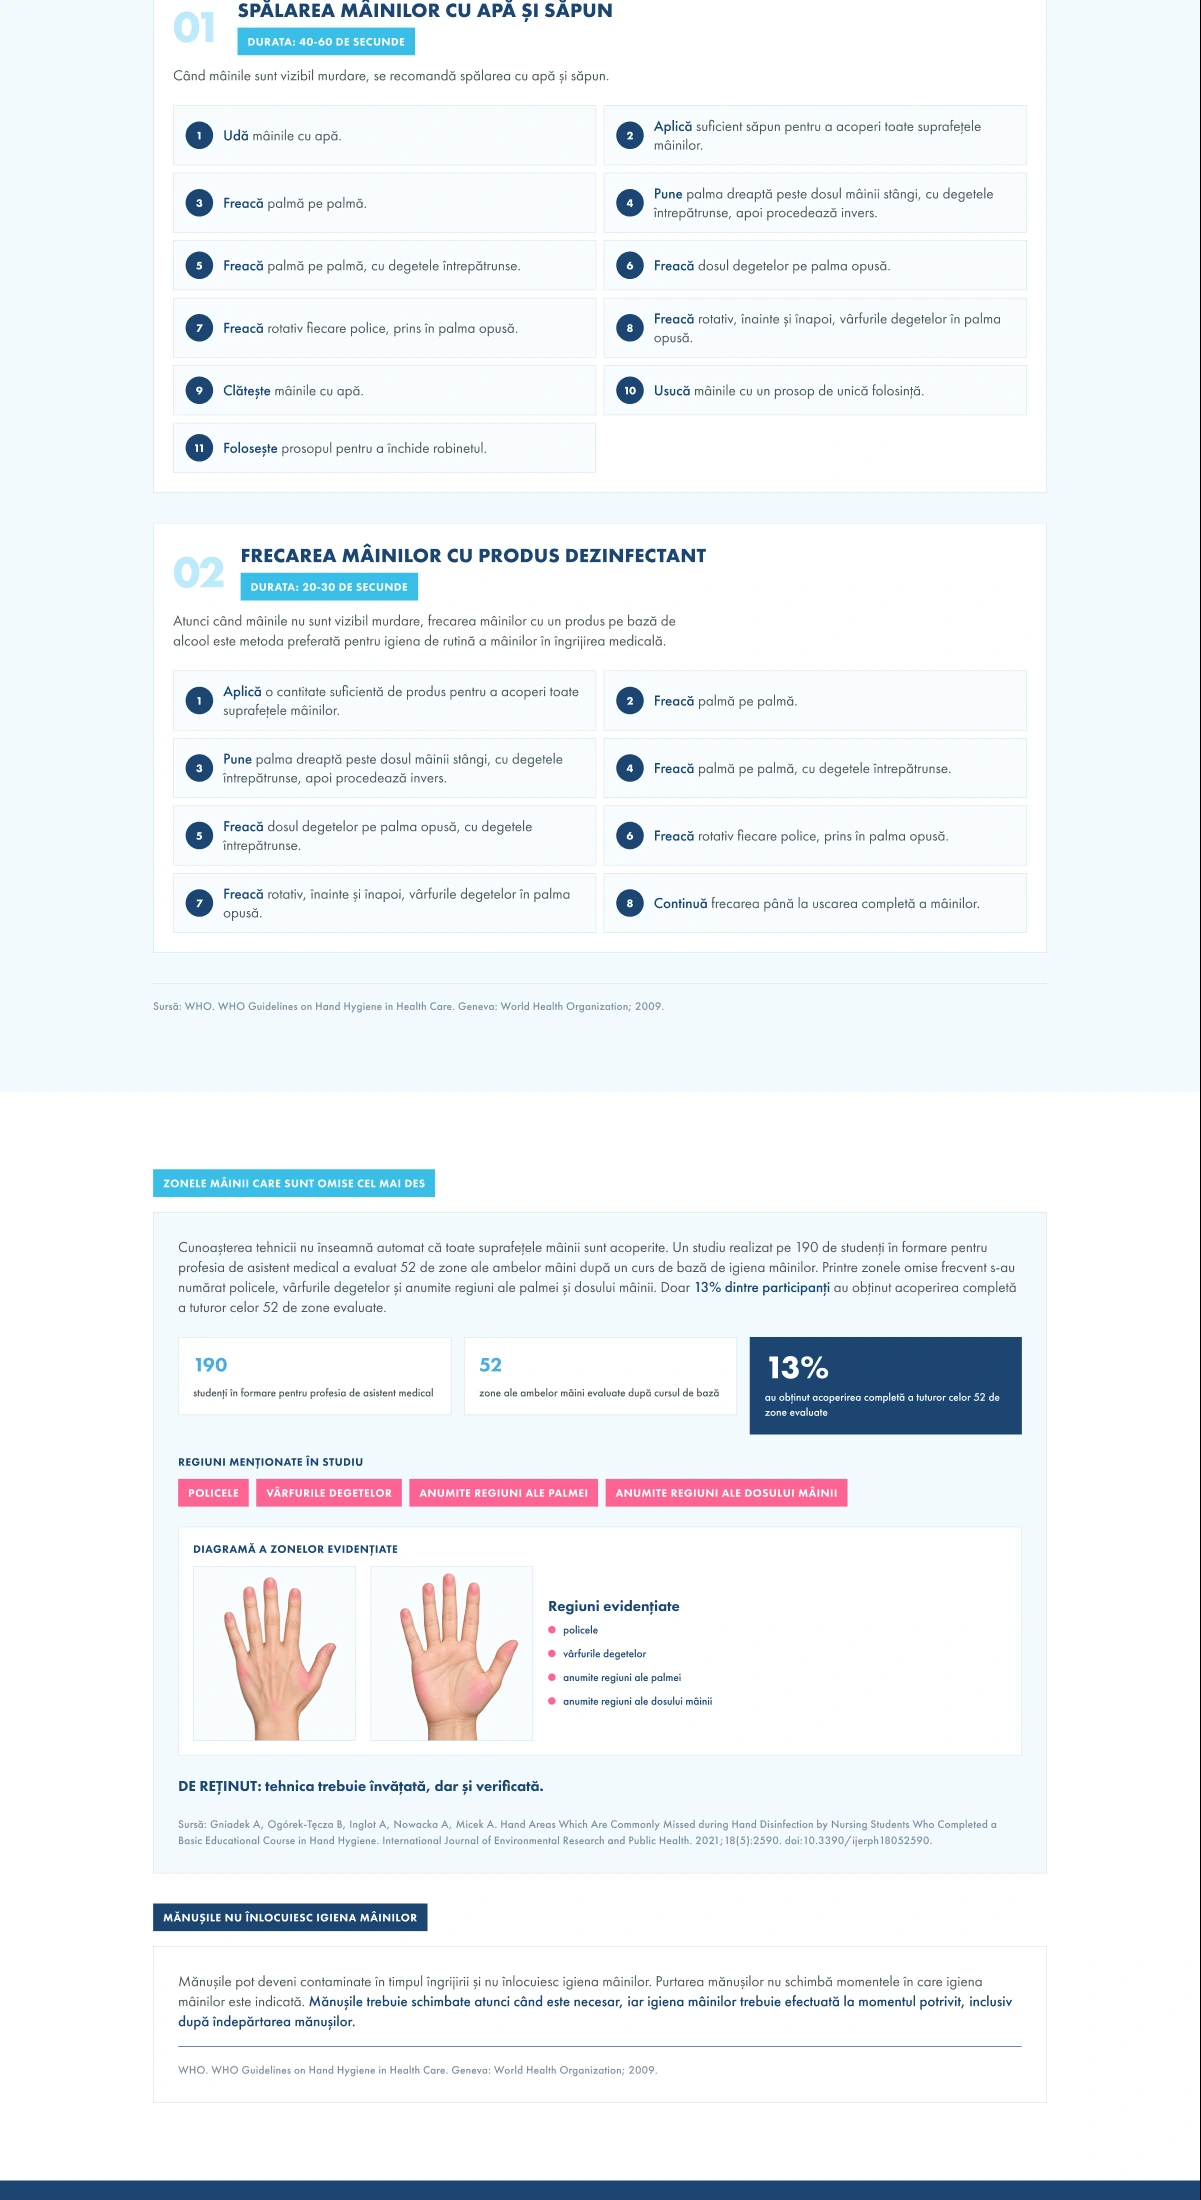 01
SPĂLAREA MÂINILOR CU APĂ ȘI SĂPUN
DURATA: 40-60 DE SECUNDE
Când mâinile sunt vizibil murdare, se recomandă spălarea cu apă și săpun.
1
Udă mâinile cu apă.
2
Aplică suficient săpun pentru a acoperi toate suprafețele
mâinilor.
3
Freacă palmă pe palmă.
4
Pune palma dreaptă peste dosul mâinii stângi, cu degetele
întrepătrunse, apoi procedează invers.
5
Freacă palmă pe palmă, cu degetele întrepătrunse.
6
Freacă dosul degetelor pe palma opusă.
7
Freacă rotativ fiecare police, prins în palma opusă.
8
Freacă rotativ, înainte și înapoi, vârfurile degetelor în palma
opusă.
9
Clătește mâinile cu apă.
10
Usucă mâinile cu un prosop de unică folosință.
11
Folosește prosopul pentru a închide robinetul.
02
FRECAREA MÂINILOR CU PRODUS DEZINFECTANT
DURATA: 20-30 DE SECUNDE
Atunci când mâinile nu sunt vizibil murdare, frecarea mâinilor cu un produs pe bază de
alcool este metoda preferată pentru igiena de rutină a mâinilor în îngrijirea medicală.
1
Aplică o cantitate suficientă de produs pentru a acoperi toate
suprafețele mâinilor.
2
Freacă palmă pe palmă.
3
Pune palma dreaptă peste dosul mâinii stângi, cu degetele
întrepătrunse, apoi procedează invers.
4
Freacă palmă pe palmă, cu degetele întrepătrunse.
5
Freacă dosul degetelor pe palma opusă, cu degetele
întrepătrunse.
6
Freacă rotativ fiecare police, prins în palma opusă.
7
Freacă rotativ, înainte și înapoi, vârfurile degetelor în palma
opusă.
8
Continuă frecarea până la uscarea completă a mâinilor.
Sursă: WHO. WHO Guidelines on Hand Hygiene in Health Care. Geneva: World Health Organization; 2009.
ZONELE MÂINII CARE SUNT OMISE CEL MAI DES
Cunoașterea tehnicii nu înseamnă automat că toate suprafețele mâinii sunt acoperite. Un studiu realizat pe 190 de studenți în formare pentru
profesia de asistent medical a evaluat 52 de zone ale ambelor mâini după un curs de bază de igiena mâinilor. Printre zonele omise frecvent s-au
numărat policele, vârfurile degetelor și anumite regiuni ale palmei și dosului mâinii. Doar 13% dintre participanți au obținut acoperirea completă
a tuturor celor 52 de zone evaluate.
190
studenți în formare pentru profesia de asistent medical
52
zone ale ambelor mâini evaluate după cursul de bază
13%
au obținut acoperirea completă a tuturor celor 52 de
zone evaluate
REGIUNI MENȚIONATE ÎN STUDIU
POLICELE
VÂRFURILE DEGETELOR
ANUMITE REGIUNI ALE PALMEI
ANUMITE REGIUNI ALE DOSULUI MÂINII
DIAGRAMĂ A ZONELOR EVIDENȚIATE
Regiuni evidențiate
policele
vârfurile degetelor
anumite regiuni ale palmei
anumite regiuni ale dosului mâinii
DE REȚINUT: tehnica trebuie învățată, dar și verificată.
Sursă: Gniadek A, Ogórek-Tęcza B, Inglot A, Nowacka A, Micek A. Hand Areas Which Are Commonly Missed during Hand Disinfection by Nursing Students Who Completed a
Basic Educational Course in Hand Hygiene. International Journal of Environmental Research and Public Health. 2021;18(5):2590. doi:10.3390/ijerph18052590.
MĂNUȘILE NU ÎNLOCUIESC IGIENA MÂINILOR
Mănușile pot deveni contaminate în timpul îngrijirii și nu înlocuiesc igiena mâinilor. Purtarea mănușilor nu schimbă momentele în care igiena
mâinilor este indicată. Mănușile trebuie schimbate atunci când este necesar, iar igiena mâinilor trebuie efectuată la momentul potrivit, inclusiv
după îndepărtarea mănușilor.
WHO. WHO Guidelines on Hand Hygiene in Health Care. Geneva: World Health Organization; 2009.